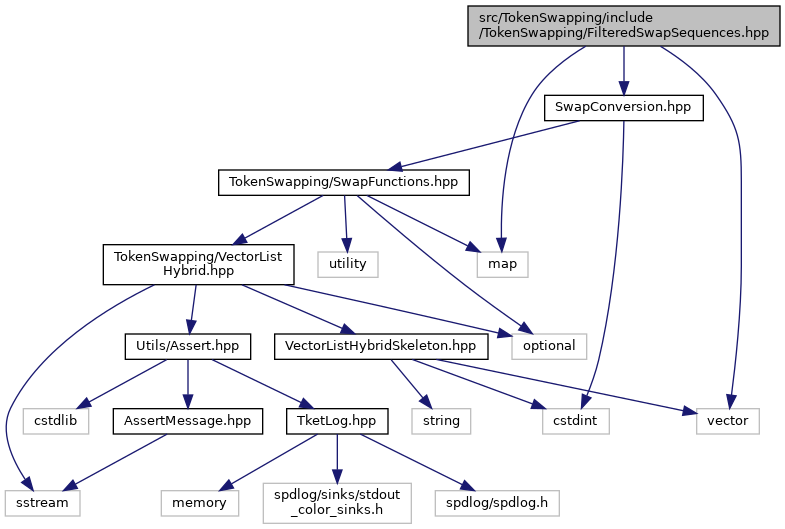 src/TokenSwapping/include
/TokenSwapping/FilteredSwapSequences.hpp
SwapConversion.hpp
TokenSwapping/SwapFunctions.hpp
TokenSwapping/VectorList
Hybrid.hpp
utility
map
Utils/Assert.hpp
VectorListHybridSkeleton.hpp
optional
cstdlib
AssertMessage.hpp
TketLog.hpp
string
cstdint
vector
sstream
memory
spdlog/sinks/stdout
_color_sinks.h
spdlog/spdlog.h